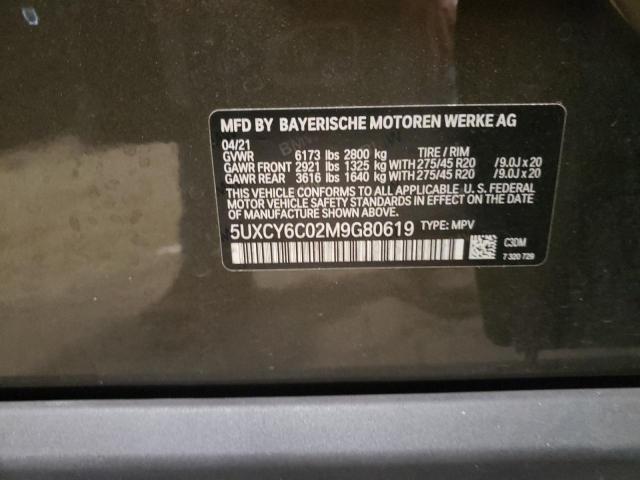 MFD BY BAYERISCHE MOTOREN WERKE AG
04/21
GVWR 6173 lbs 2800 kg TIRE / RIM
GAWR FRONT 2921 lbs 1325 kg WITH 275/45 R20 /9.0J x 20
GAWR REAR 3616 lbs 1640 kg WITH 275/45 R20 /9.0J x 20
THIS VEHICLE CONFORMS TO ALL APPLICABLE U. S. FEDERAL
MOTOR VEHICLE SAFETY STANDARDS IN EFFECT ON THE DATE
OF MANUFACTURE SHOWN ABOVE.
5UXCY6C02M9G80619 TYPE: MPV
C3DM
7 320 729